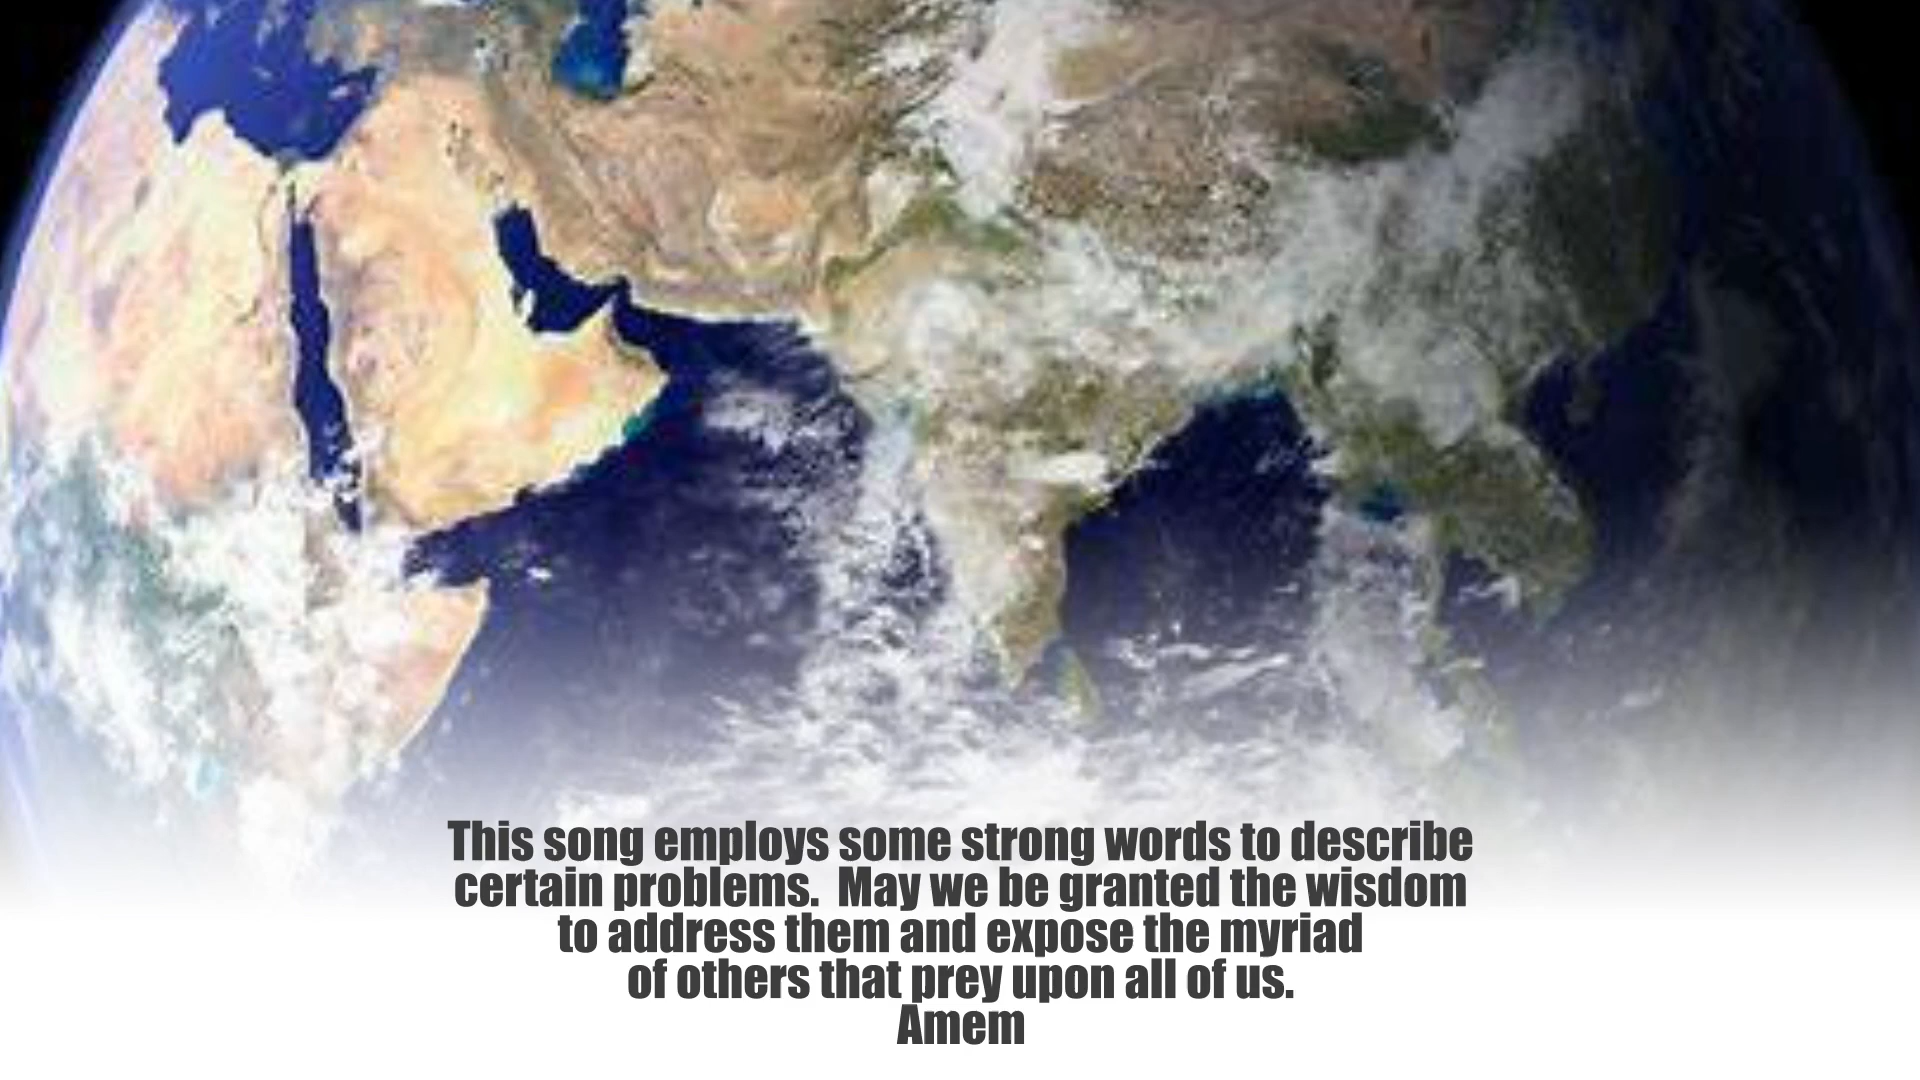 This song employs some strong words to describe
certain problems.  May we be granted the wisdom
to address them and expose the myriad
of others that prey upon all of us.
Amem